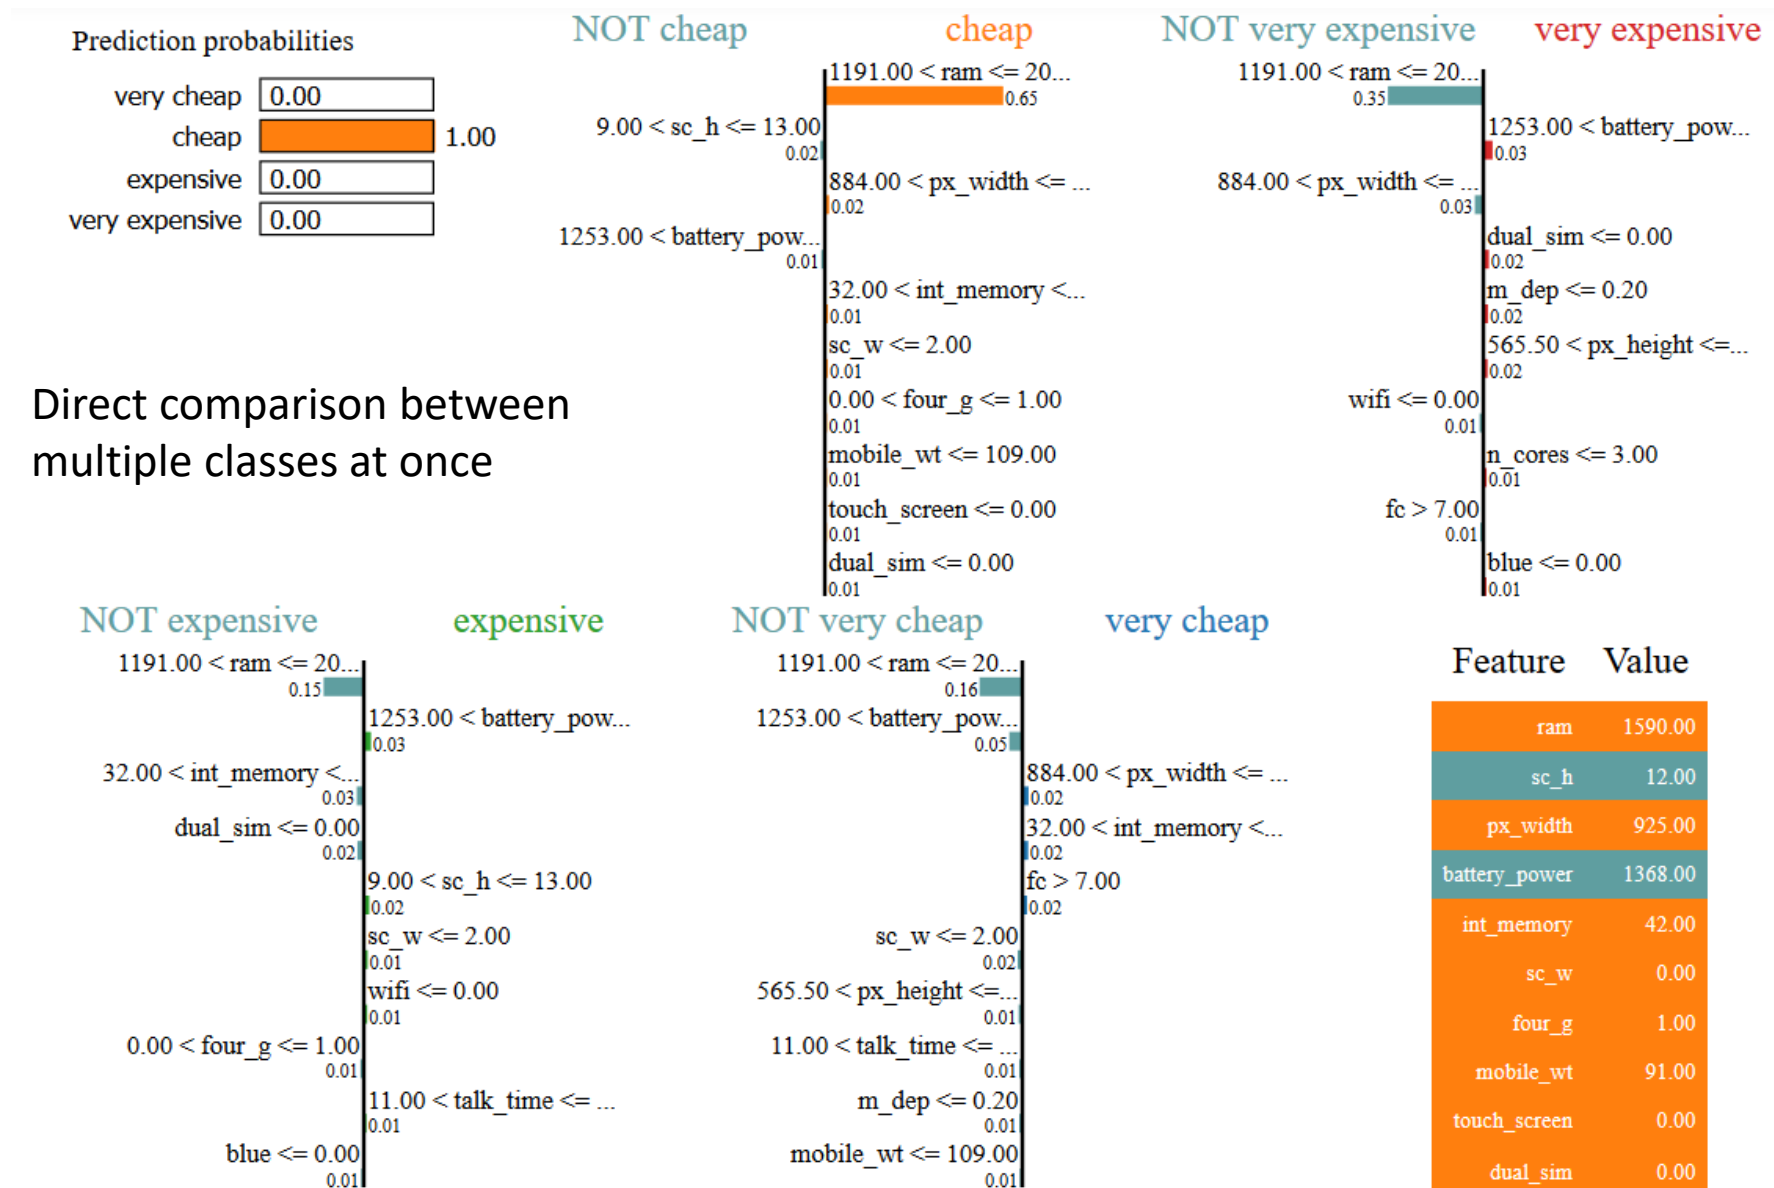 Prediction probabilities
very cheap 0.00
cheap 1.00
expensive 0.00
very expensive 0.00
Direct comparison between
multiple classes at once
NOT cheap cheap
1191.00 < ram <= 20...
0.65
9.00 < sc_h <= 13.00
0.02
884.00 < px_width <= ...
0.02
1253.00 < battery_pow...
0.01
32.00 < int_memory <...
0.01
sc_w <= 2.00
0.01
0.00 < four_g <= 1.00
0.01
mobile_wt <= 109.00
0.01
touch_screen <= 0.00
0.01
dual_sim <= 0.00
0.01
NOT very expensive very expensive
1191.00 < ram <= 20...
0.35
1253.00 < battery_pow...
0.03
884.00 < px_width <= ...
0.03
dual_sim <= 0.00
0.02
m_dep <= 0.20
0.02
565.50 < px_height <=...
0.02
wifi <= 0.00
0.01
n_cores <= 3.00
0.01
fc > 7.00
0.01
blue <= 0.00
0.01
NOT expensive expensive
1191.00 < ram <= 20...
0.15
1253.00 < battery_pow...
0.03
32.00 < int_memory <...
0.03
dual_sim <= 0.00
0.02
9.00 < sc_h <= 13.00
0.02
sc_w <= 2.00
0.01
wifi <= 0.00
0.01
0.00 < four_g <= 1.00
0.01
11.00 < talk_time <= ...
0.01
blue <= 0.00
0.01
NOT very cheap very cheap
1191.00 < ram <= 20...
0.16
1253.00 < battery_pow...
0.05
884.00 < px_width <= ...
0.02
32.00 < int_memory <...
0.02
fc > 7.00
0.02
sc_w <= 2.00
0.02
565.50 < px_height <=...
0.01
11.00 < talk_time <= ...
0.01
m_dep <= 0.20
0.01
mobile_wt <= 109.00
0.01
Feature Value
ram 1590.00
sc_h 12.00
px_width 925.00
battery_power 1368.00
int_memory 42.00
sc_w 0.00
four_g 1.00
mobile_wt 91.00
touch_screen 0.00
dual_sim 0.00